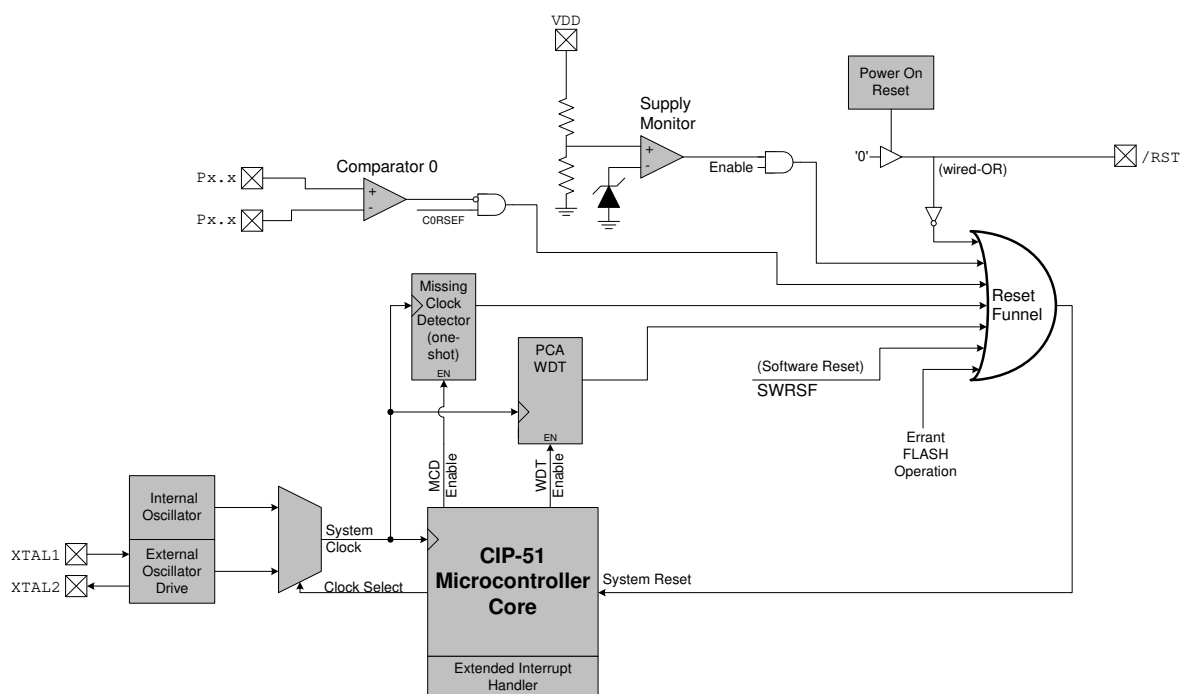 VDD
Power On
Reset
Supply
Monitor
+
-
Enable
'0'
(wired-OR)
/RST
Comparator 0
Px.x
+
-
Px.x
C0RSEF
Missing
Clock
Detector
(one-
shot)
EN
PCA
WDT
EN
Reset
Funnel
(Software Reset)
SWRSF
Errant
FLASH
Operation
MCD
Enable
WDT
Enable
Internal
Oscillator
External
Oscillator
Drive
XTAL1
XTAL2
System
Clock
Clock Select
CIP-51
Microcontroller
Core
System Reset
Extended Interrupt
Handler